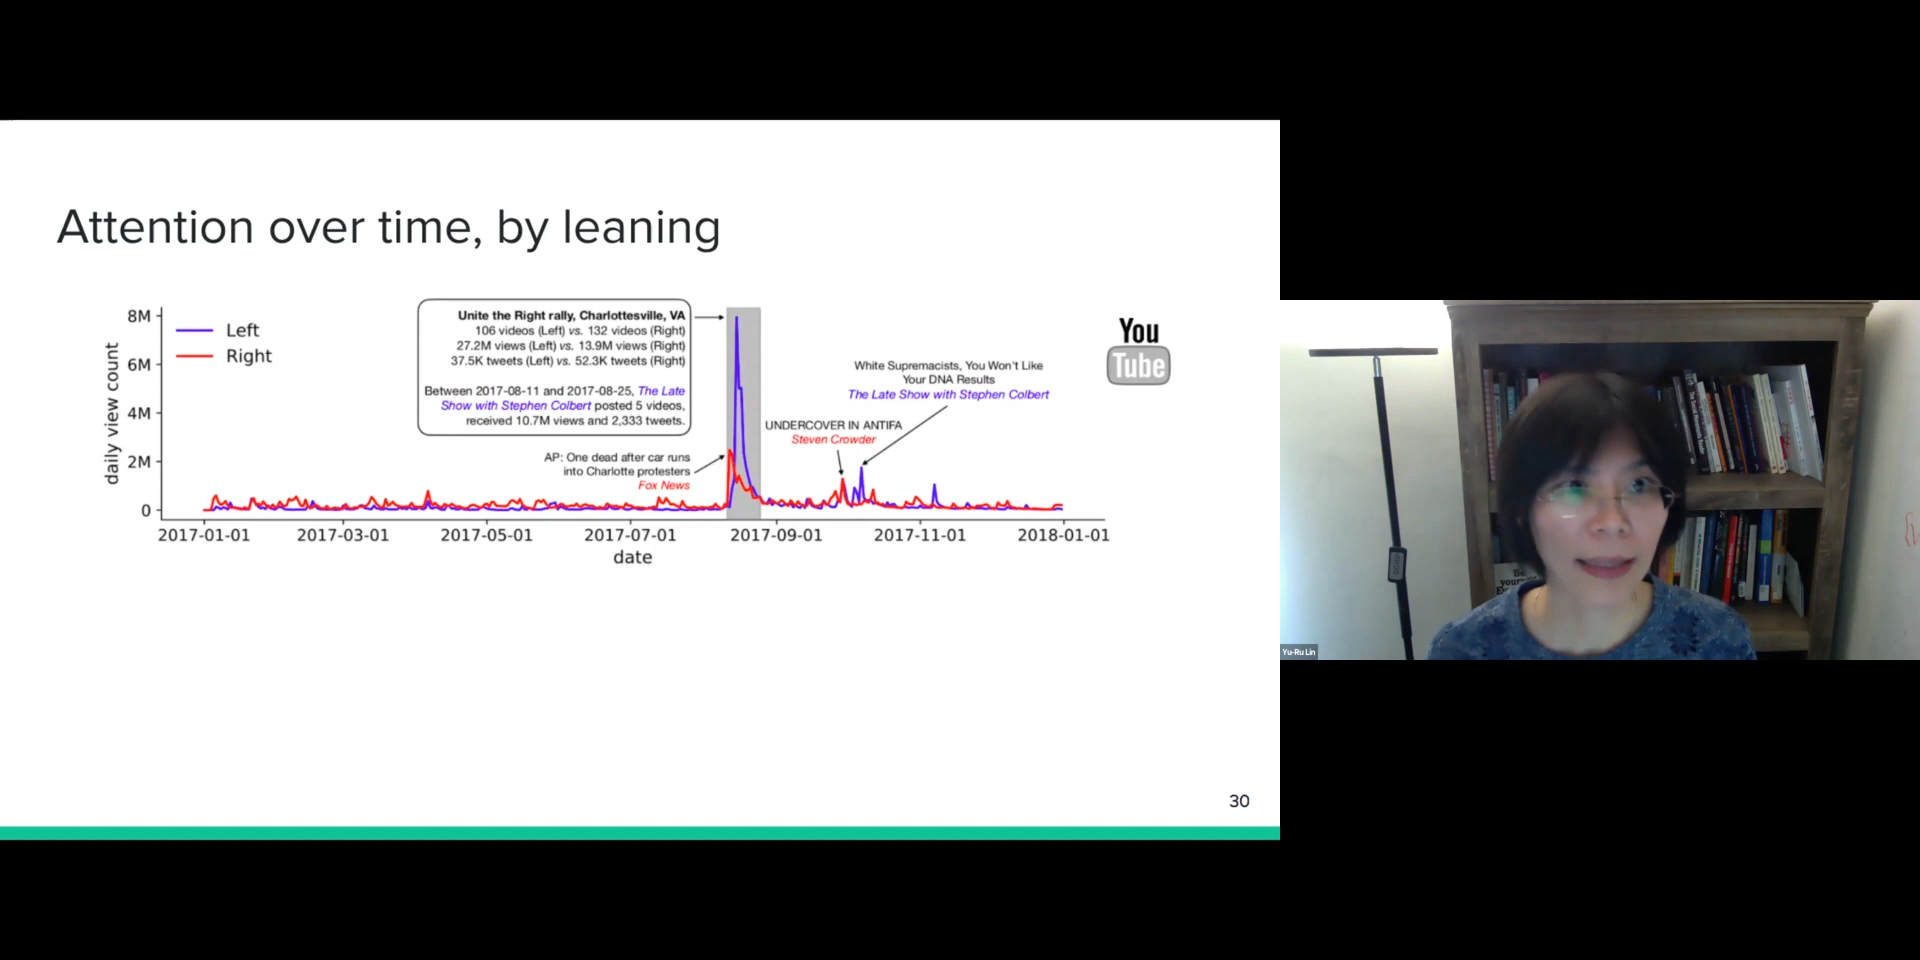 Attention over time, by leaning
8M
6M
4M
2M
0
daily view count
Left
Right
Unite the Right rally, Charlottesville, VA
106 videos (Left) vs. 132 videos (Right)
27.2M views (Left) vs. 13.9M views (Right)
37.5K tweets (Left) vs. 52.3K tweets (Right)
Between 2017-08-11 and 2017-08-25, The Late
Show with Stephen Colbert posted 5 videos,
received 10.7M views and 2,333 tweets.
AP: One dead after car runs
into Charlotte protesters
Fox News
UNDERCOVER IN ANTIFA
Steven Crowder
White Supremacists, You Won't Like
Your DNA Results
The Late Show with Stephen Colbert
You
Tube
2017-01-01 2017-03-01 2017-05-01 2017-07-01 2017-09-01 2017-11-01 2018-01-01
date
30
Yu-Ru Lin